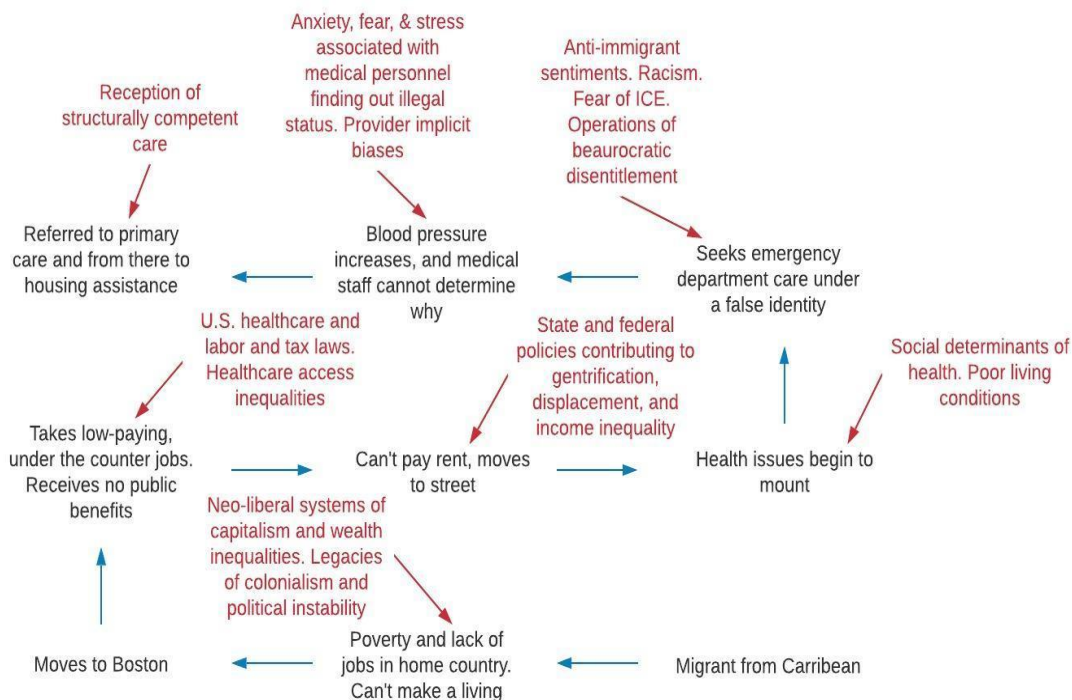 Anxiety, fear, & stress
associated with
medical personnel
finding out illegal
status. Provider implicit
biases
Anti-immigrant
sentiments. Racism.
Fear of ICE.
Operations of
beaurocratic
disentitlement
Reception of
structurally competent
care
Referred to primary
care and from there to
housing assistance
Blood pressure
increases, and medical
staff cannot determine
why
Seeks emergency
department care under
a false identity
U.S. healthcare and
labor and tax laws.
Healthcare access
inequalities
State and federal
policies contributing to
gentrification,
displacement, and
income inequality
Social determinants of
health. Poor living
conditions
Takes low-paying,
under the counter jobs.
Receives no public
benefits
Can't pay rent, moves
to street
Health issues begin to
mount
Neo-liberal systems of
capitalism and wealth
inequalities. Legacies
of colonialism and
political instability
Moves to Boston
Poverty and lack of
jobs in home country.
Can't make a living
Migrant from Carribean